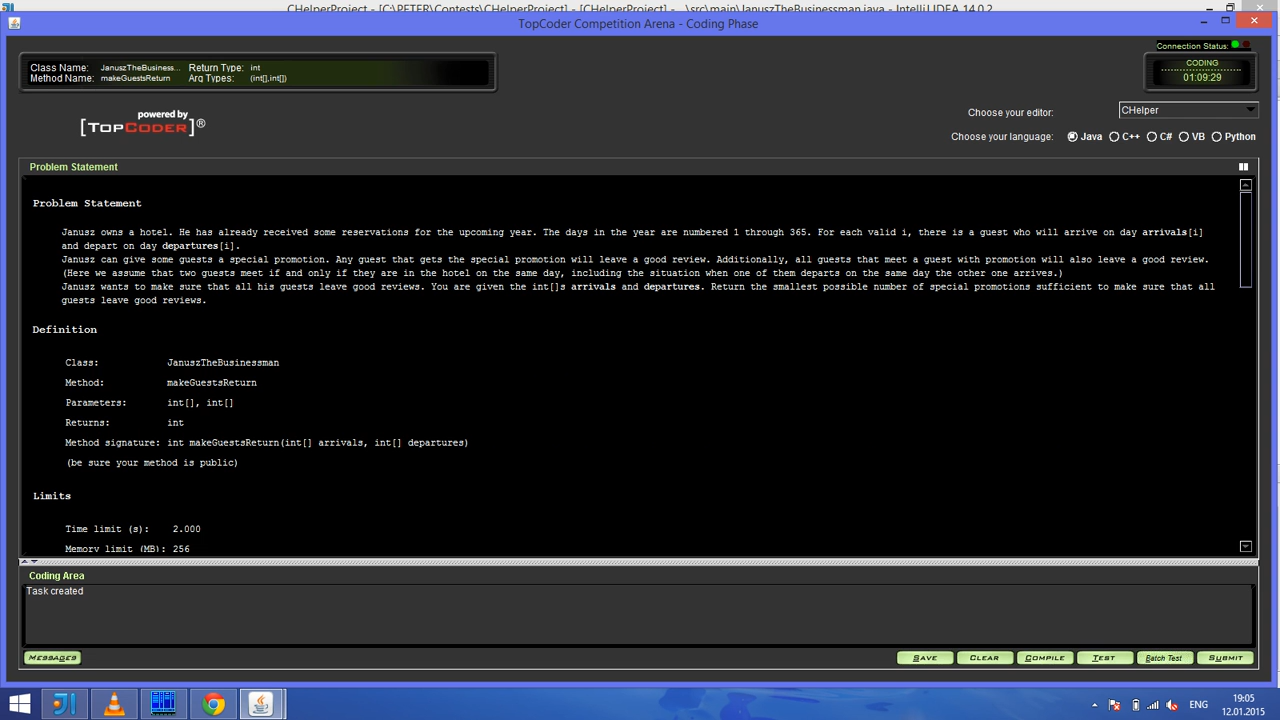 CHelperProject - [C:\PETER\Contests\CHelperProject] - [CHelperProject] - ...\src\main\JanuszTheBusinessman.java - IntelliJ IDEA 14.0.2
TopCoder Competition Arena - Coding Phase
Connection Status:
Class Name: JanuszTheBusiness... Return Type: int
Method Name: makeGuestsReturn Arg Types: (int[],int[])
CODING
01:09:29
powered by
[TOPCODER]®
Choose your editor: CHelper
Choose your language: Java C++ C# VB Python
Problem Statement
Problem Statement
Janusz owns a hotel. He has already received some reservations for the upcoming year. The days in the year are numbered 1 through 365. For each valid i, there is a guest who will arrive on day arrivals[i]
and depart on day departures[i].
Janusz can give some guests a special promotion. Any guest that gets the special promotion will leave a good review. Additionally, all guests that meet a guest with promotion will also leave a good review.
(Here we assume that two guests meet if and only if they are in the hotel on the same day, including the situation when one of them departs on the same day the other one arrives.)
Janusz wants to make sure that all his guests leave good reviews. You are given the int[]s arrivals and departures. Return the smallest possible number of special promotions sufficient to make sure that all
guests leave good reviews.
Definition
Class: JanuszTheBusinessman
Method: makeGuestsReturn
Parameters: int[], int[]
Returns: int
Method signature: int makeGuestsReturn(int[] arrivals, int[] departures)
(be sure your method is public)
Limits
Time limit (s): 2.000
Memory limit (MB): 256
Coding Area
Task created
MESSAGES
SAVE
CLEAR
COMPILE
TEST
Batch Test
SUBMIT
ENG
19:05
12.01.2015